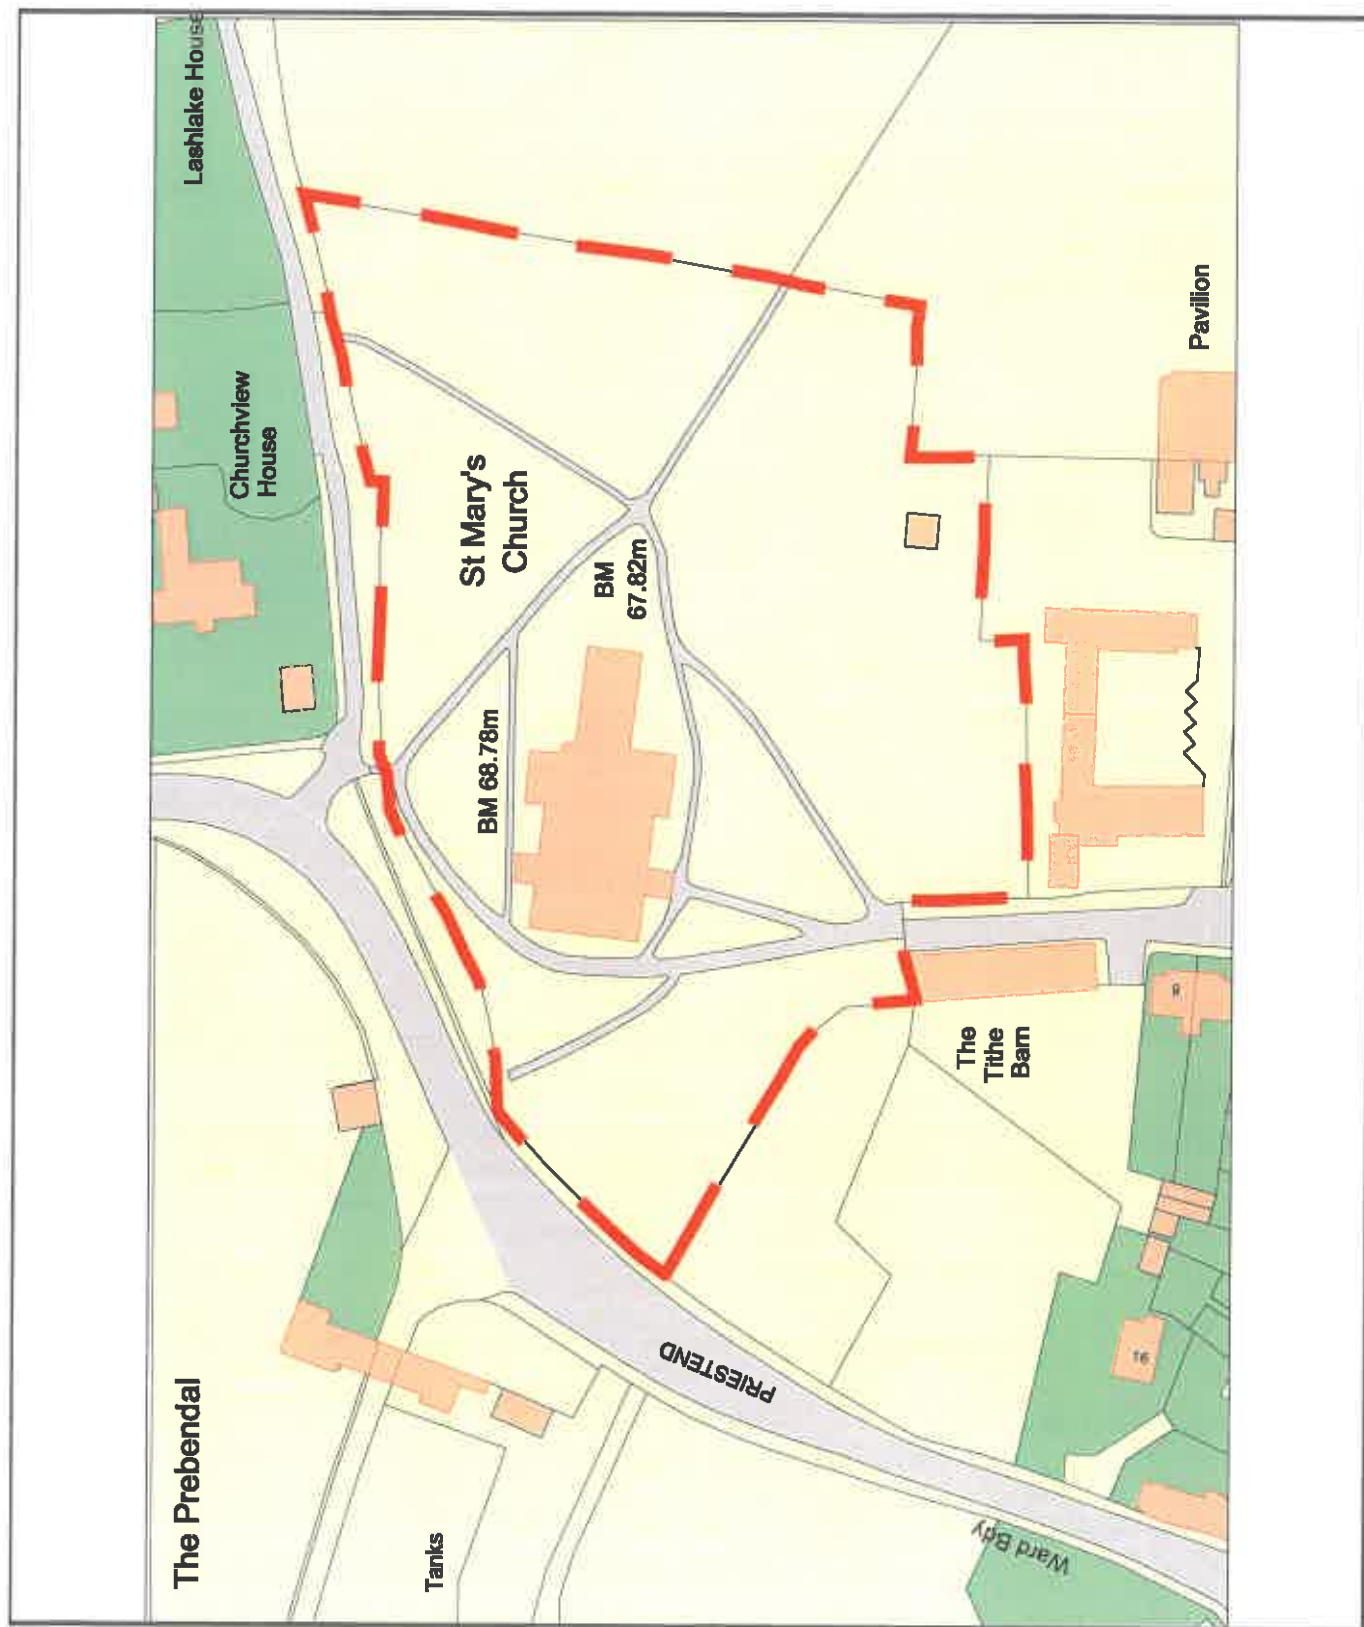 The Prebendal
Tanks
PRIESTEND
Ward Bdy
Churchview
House
Lashlake House
St Mary's
Church
BM
67.82m
BM 68.78m
The
Tithe
Barn
Pavilion
9
16